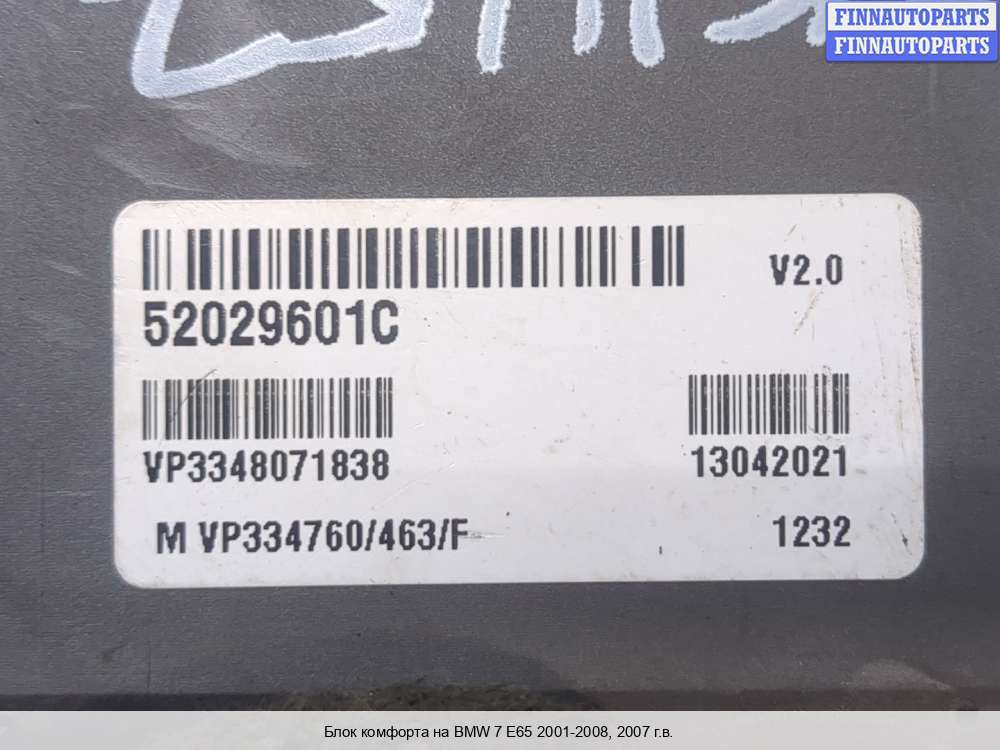 FINNAUTOPARTS
FINNAUTOPARTS
V2.0
52029601C
VP3348071838
13042021
M VP334760/463/F
1232
Блок комфорта на BMW 7 E65 2001-2008, 2007 г.в.